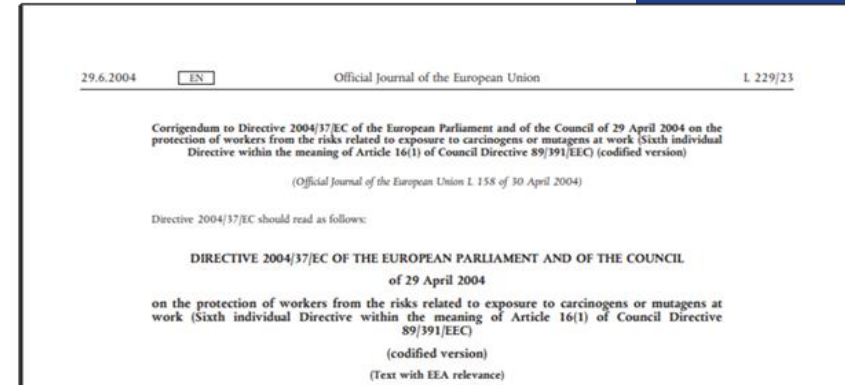 29.6.2004 EN Official Journal of the European Union L 229/23
Corrigendum to Directive 2004/37/EC of the European Parliament and of the Council of 29 April 2004 on the
protection of workers from the risks related to exposure to carcinogens or mutagens at work (Sixth individual
Directive within the meaning of Article 16(1) of Council Directive 89/391/EEC) (codified version)
(Official Journal of the European Union L 158 of 30 April 2004)
Directive 2004/37/EC should read as follows:
DIRECTIVE 2004/37/EC OF THE EUROPEAN PARLIAMENT AND OF THE COUNCIL
of 29 April 2004
on the protection of workers from the risks related to exposure to carcinogens or mutagens at
work (Sixth individual Directive within the meaning of Article 16(1) of Council Directive
89/391/EEC)
(codified version)
(Text with EEA relevance)